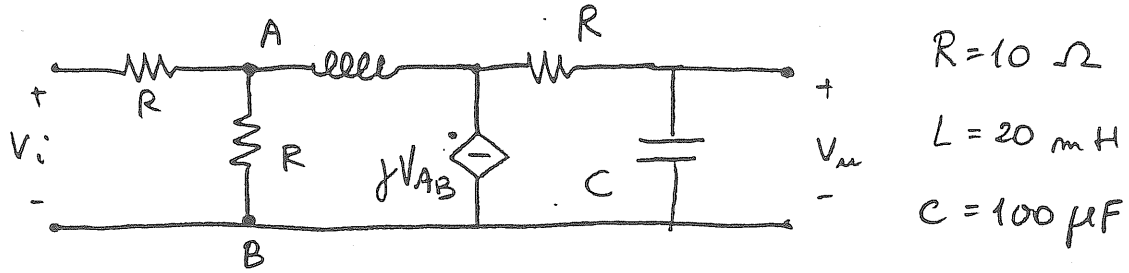 A
R
R = 10 Ω
+
R
+
Vi
R
γVAB
C
Vu
L = 20 mH
-
-
C = 100 μF
B